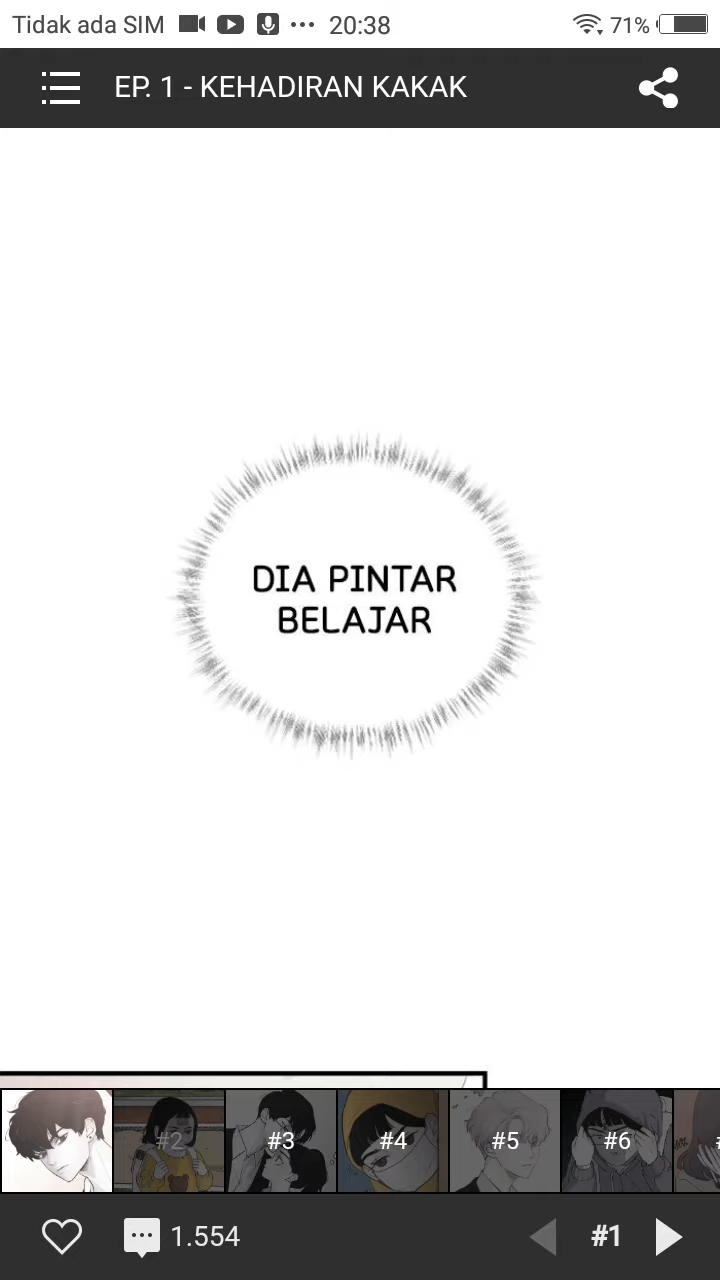 Tidak ada SIM 20:38 71%
EP. 1 - KEHADIRAN KAKAK
DIA PINTAR
BELAJAR
#2 #3 #4 #5 #6
1.554 #1